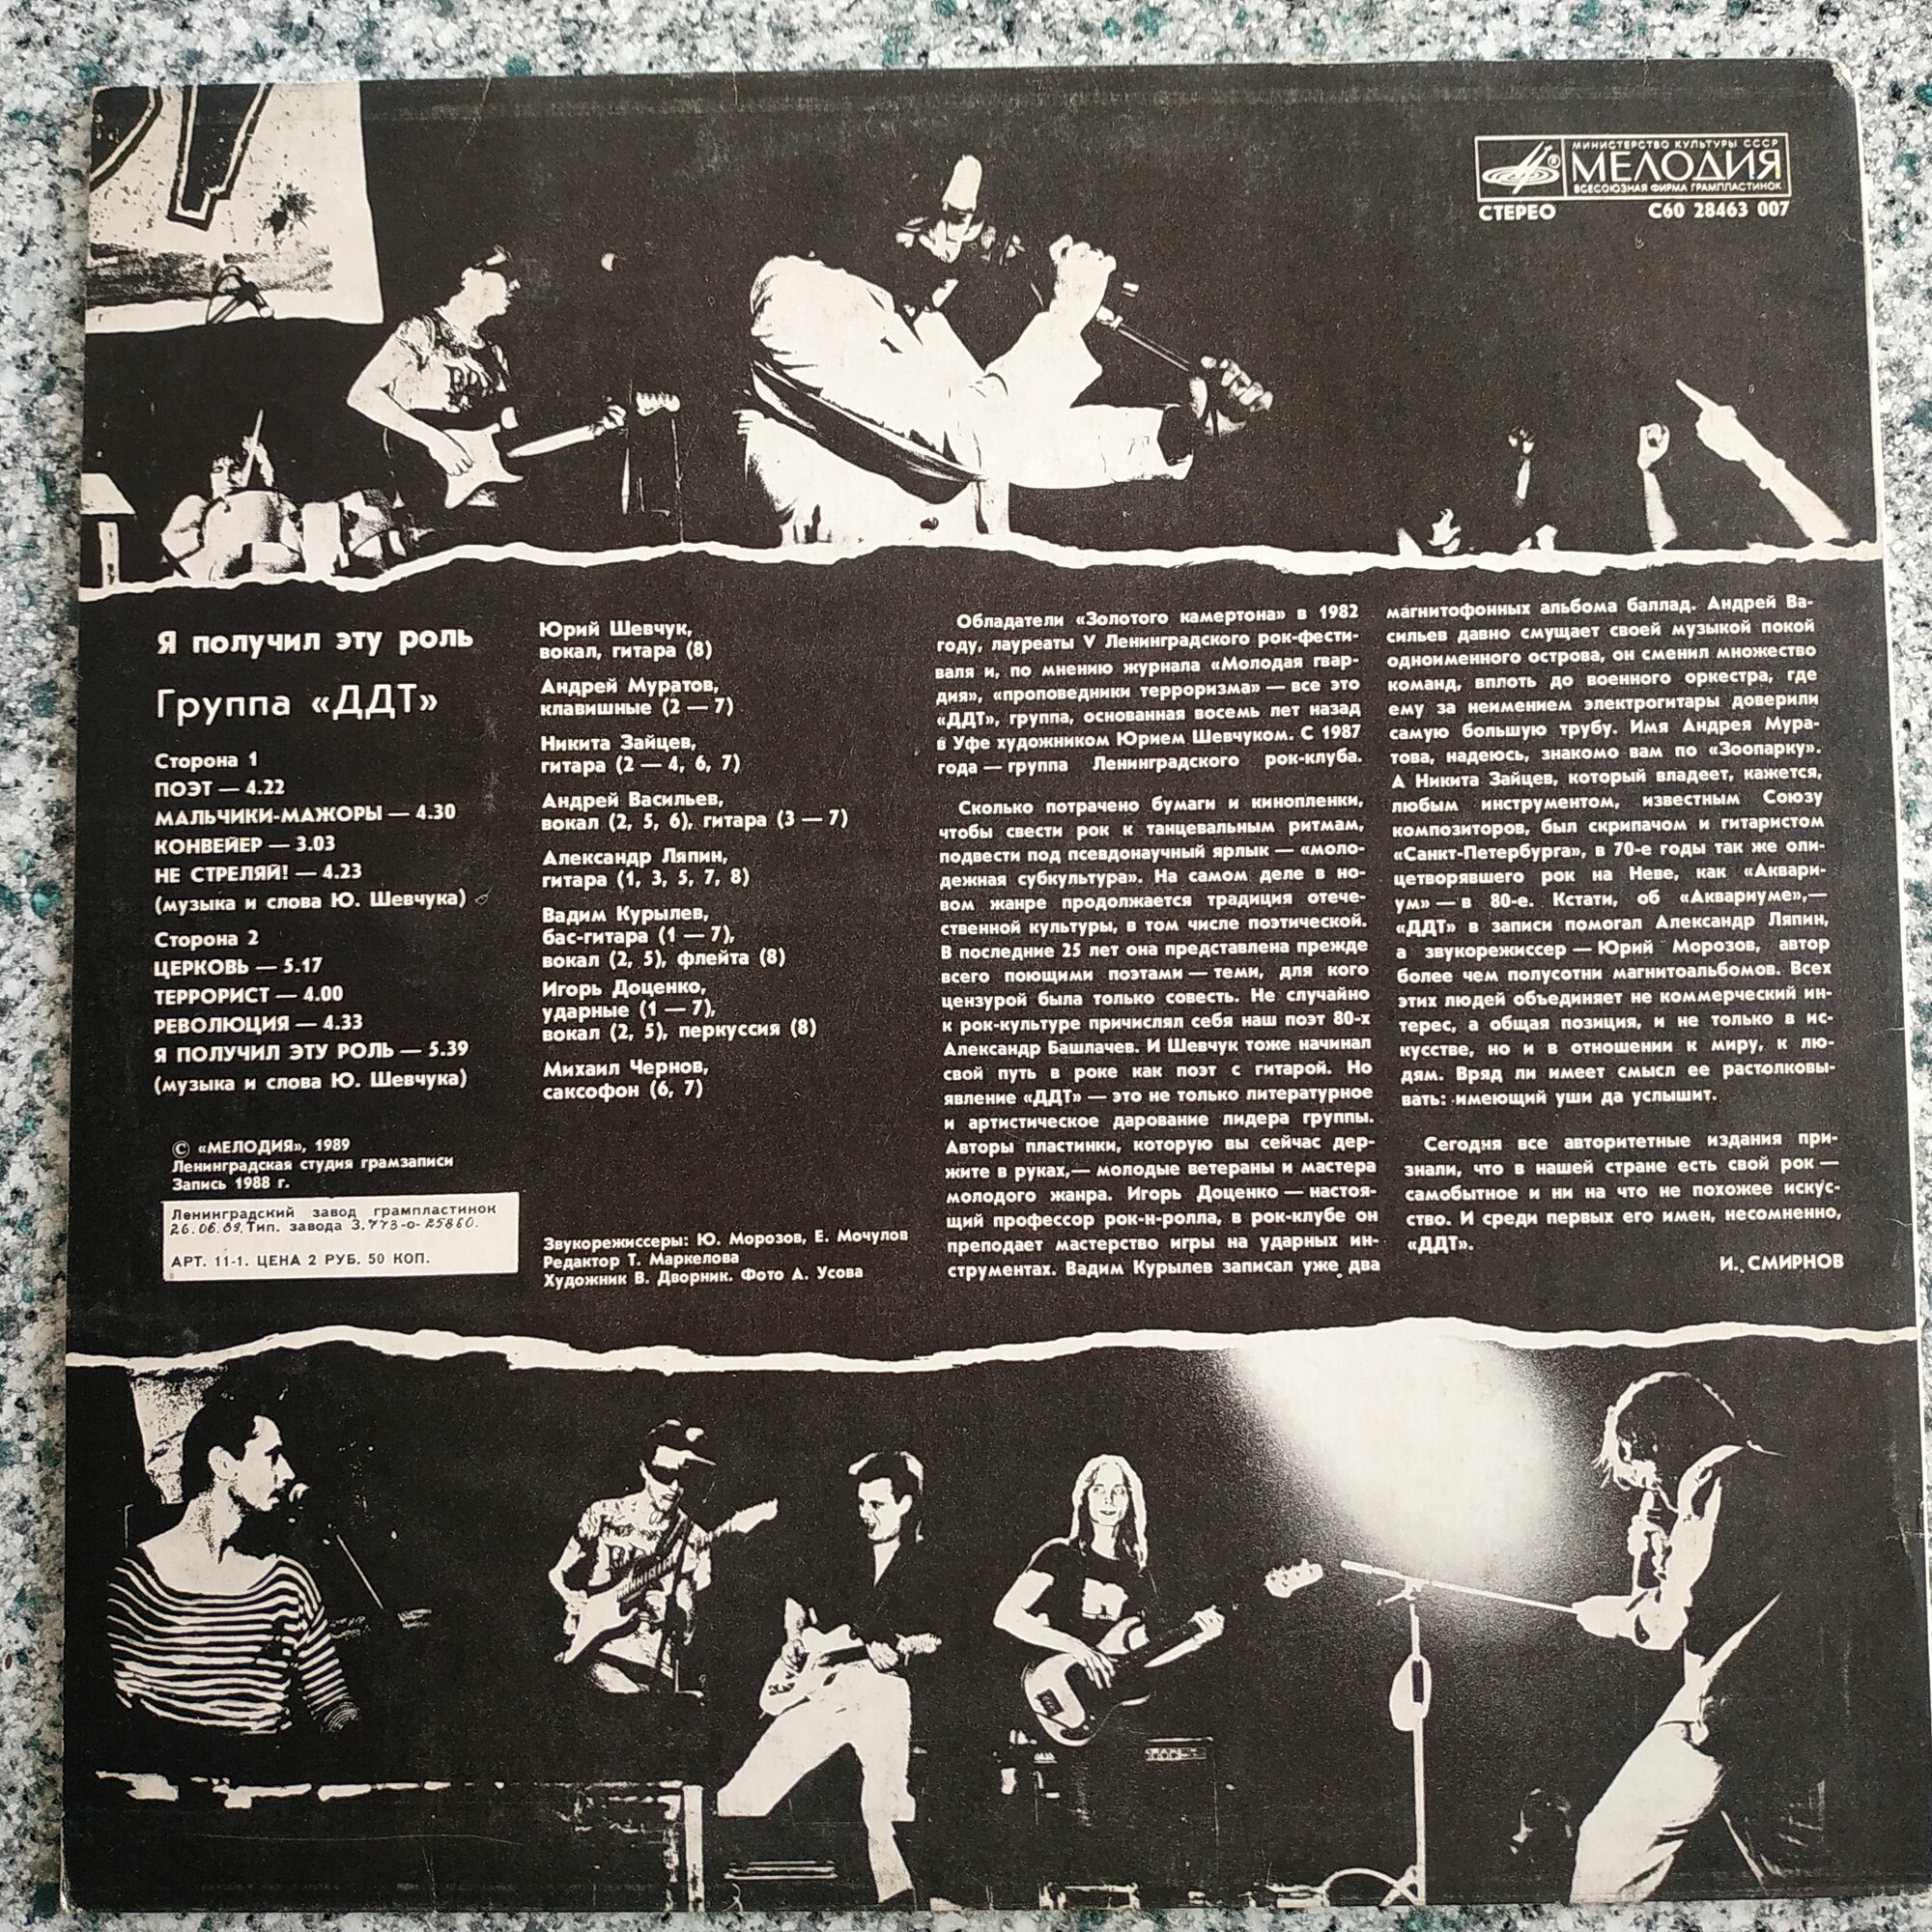 МИНИСТЕРСТВО КУЛЬТУРЫ СССР
МЕЛОДИЯ
ВСЕСОЮЗНАЯ ФИРМА ГРАМПЛАСТИНОК
СТЕРЕО С60 28463 007
Я получил эту роль
Группа «ДДТ»
Сторона 1
ПОЭТ — 4.22
МАЛЬЧИКИ-МАЖОРЫ — 4.30
КОНВЕЙЕР — 3.03
НЕ СТРЕЛЯЙ! — 4.23
(музыка и слова Ю. Шевчука)
Сторона 2
ЦЕРКОВЬ — 5.17
ТЕРРОРИСТ — 4.00
РЕВОЛЮЦИЯ — 4.33
Я ПОЛУЧИЛ ЭТУ РОЛЬ — 5.39
(музыка и слова Ю. Шевчука)
© «МЕЛОДИЯ», 1989
Ленинградская студия грамзаписи
Запись 1988 г.
Ленинградский завод грампластинок
26.06.89. Тип. завода З. 773-о-25860.
АРТ. 11-1. ЦЕНА 2 РУБ. 50 КОП.
Юрий Шевчук,
вокал, гитара (8)
Андрей Муратов,
клавишные (2 — 7)
Никита Зайцев,
гитара (2 — 4, 6, 7)
Андрей Васильев,
вокал (2, 5, 6), гитара (3 — 7)
Александр Ляпин,
гитара (1, 3, 5, 7, 8)
Вадим Курылев,
бас-гитара (1 — 7),
вокал (2, 5), флейта (8)
Игорь Доценко,
ударные (1 — 7),
вокал (2, 5), перкуссия (8)
Михаил Чернов,
саксофон (6, 7)
Звукорежиссеры: Ю. Морозов, Е. Мочулов
Редактор Т. Маркелова
Художник В. Дворник. Фото А. Усова
Обладатели «Золотого камертона» в 1982
году, лауреаты V Ленинградского рок-фести-
валя и, по мнению журнала «Молодая гвар-
дия», «проповедники терроризма» — все это
«ДДТ», группа, основанная восемь лет назад
в Уфе художником Юрием Шевчуком. С 1987
года — группа Ленинградского рок-клуба.
Сколько потрачено бумаги и кинопленки,
чтобы свести рок к танцевальным ритмам,
подвести под псевдонаучный ярлык — «моло-
дежная субкультура». На самом деле в но-
вом жанре продолжается традиция отече-
ственной культуры, в том числе поэтической.
В последние 25 лет она представлена прежде
всего поющими поэтами — теми, для кого
цензурой была только совесть. Не случайно
к рок-культуре причислял себя наш поэт 80-х
Александр Башлачев. И Шевчук тоже начинал
свой путь в роке как поэт с гитарой. Но
явление «ДДТ» — это не только литературное
и артистическое дарование лидера группы.
Авторы пластинки, которую вы сейчас дер-
жите в руках,— молодые ветераны и мастера
молодого жанра. Игорь Доценко — настоя-
щий профессор рок-н-ролла, в рок-клубе он
преподает мастерство игры на ударных ин-
струментах. Вадим Курылев записал уже два
магнитофонных альбома баллад. Андрей Ва-
сильев давно смущает своей музыкой покой
одноименного острова, он сменил множество
команд, вплоть до военного оркестра, где
ему за неимением электрогитары доверили
самую большую трубу. Имя Андрея Мура-
това, надеюсь, знакомо вам по «Зоопарку».
А Никита Зайцев, который владеет, кажется,
любым инструментом, известным Союзу
композиторов, был скрипачом и гитаристом
«Санкт-Петербурга», в 70-е годы так же оли-
цетворявшего рок на Неве, как «Аквари-
ум» — в 80-е. Кстати, об «Аквариуме»,—
«ДДТ» в записи помогал Александр Ляпин,
а звукорежиссер — Юрий Морозов, автор
более чем полусотни магнитоальбомов. Всех
этих людей объединяет не коммерческий ин-
терес, а общая позиция, и не только в ис-
кусстве, но и в отношении к миру, к лю-
дям. Вряд ли имеет смысл ее растолковы-
вать: имеющий уши да услышит.
Сегодня все авторитетные издания при-
знали, что в нашей стране есть свой рок —
самобытное и ни на что не похожее искус-
ство. И среди первых его имен, несомненно,
«ДДТ».
И. СМИРНОВ